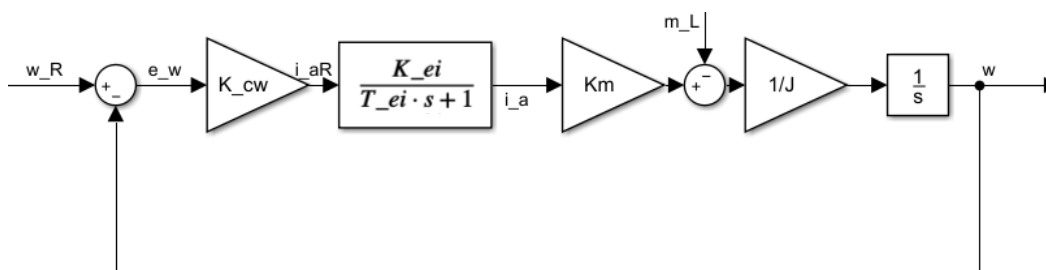 m_L
w_R
+
−
e_w
K_cw
i_aR
K_ei
T_ei · s + 1
i_a
Km
−
+
1/J
1
s
w